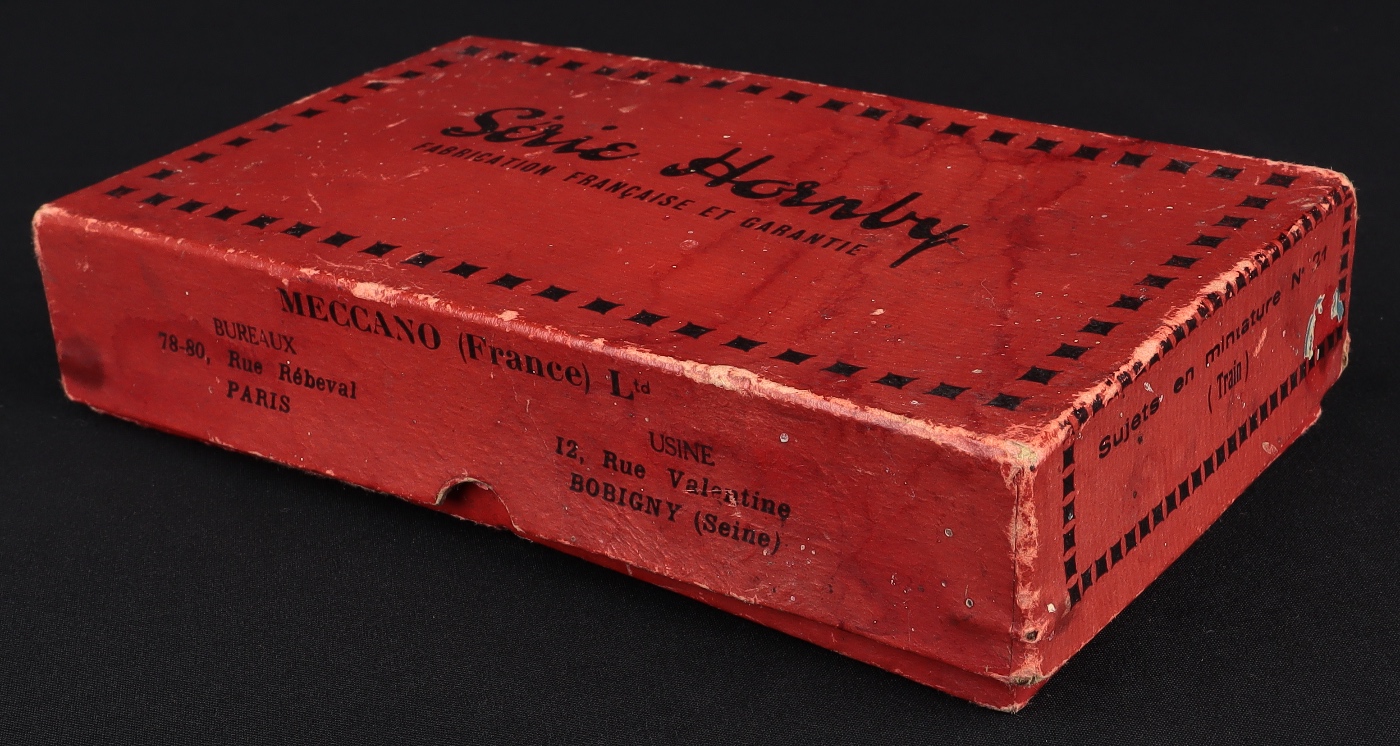 Série Hornby
FABRICATION FRANÇAISE ET GARANTIE
MECCANO (France) Ltd
BUREAUX
78-80, Rue Rébeval
PARIS
USINE
12, Rue Valentine
BOBIGNY (Seine)
Sujets en miniature N° 31
(Train)